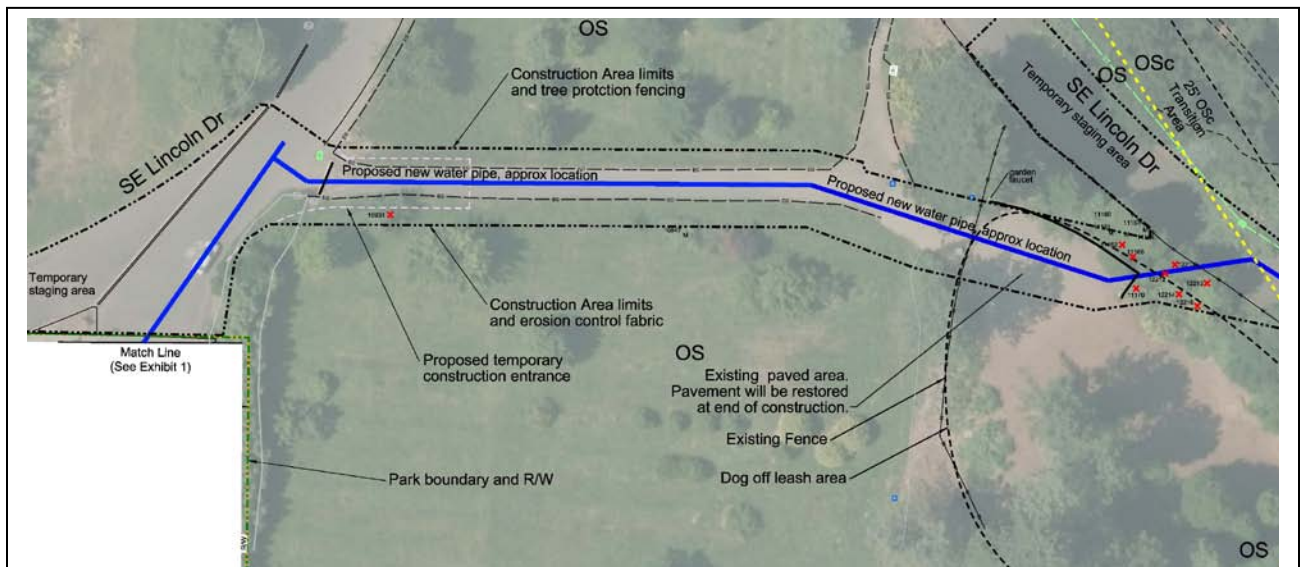 OS
Construction Area limits
and tree protction fencing
SE Lincoln Dr
Proposed new water pipe, approx location
Proposed new water pipe, approx location
garden
faucet
Temporary staging area
SE Lincoln Dr
OS
OSc
25' OSc
Transition
Area
Temporary
staging area
Match Line
(See Exhibit 1)
Construction Area limits
and erosion control fabric
Proposed temporary
construction entrance
OS
Existing paved area.
Pavement will be restored
at end of construction.
Existing Fence
Dog off leash area
Park boundary and R/W
R/W
OS